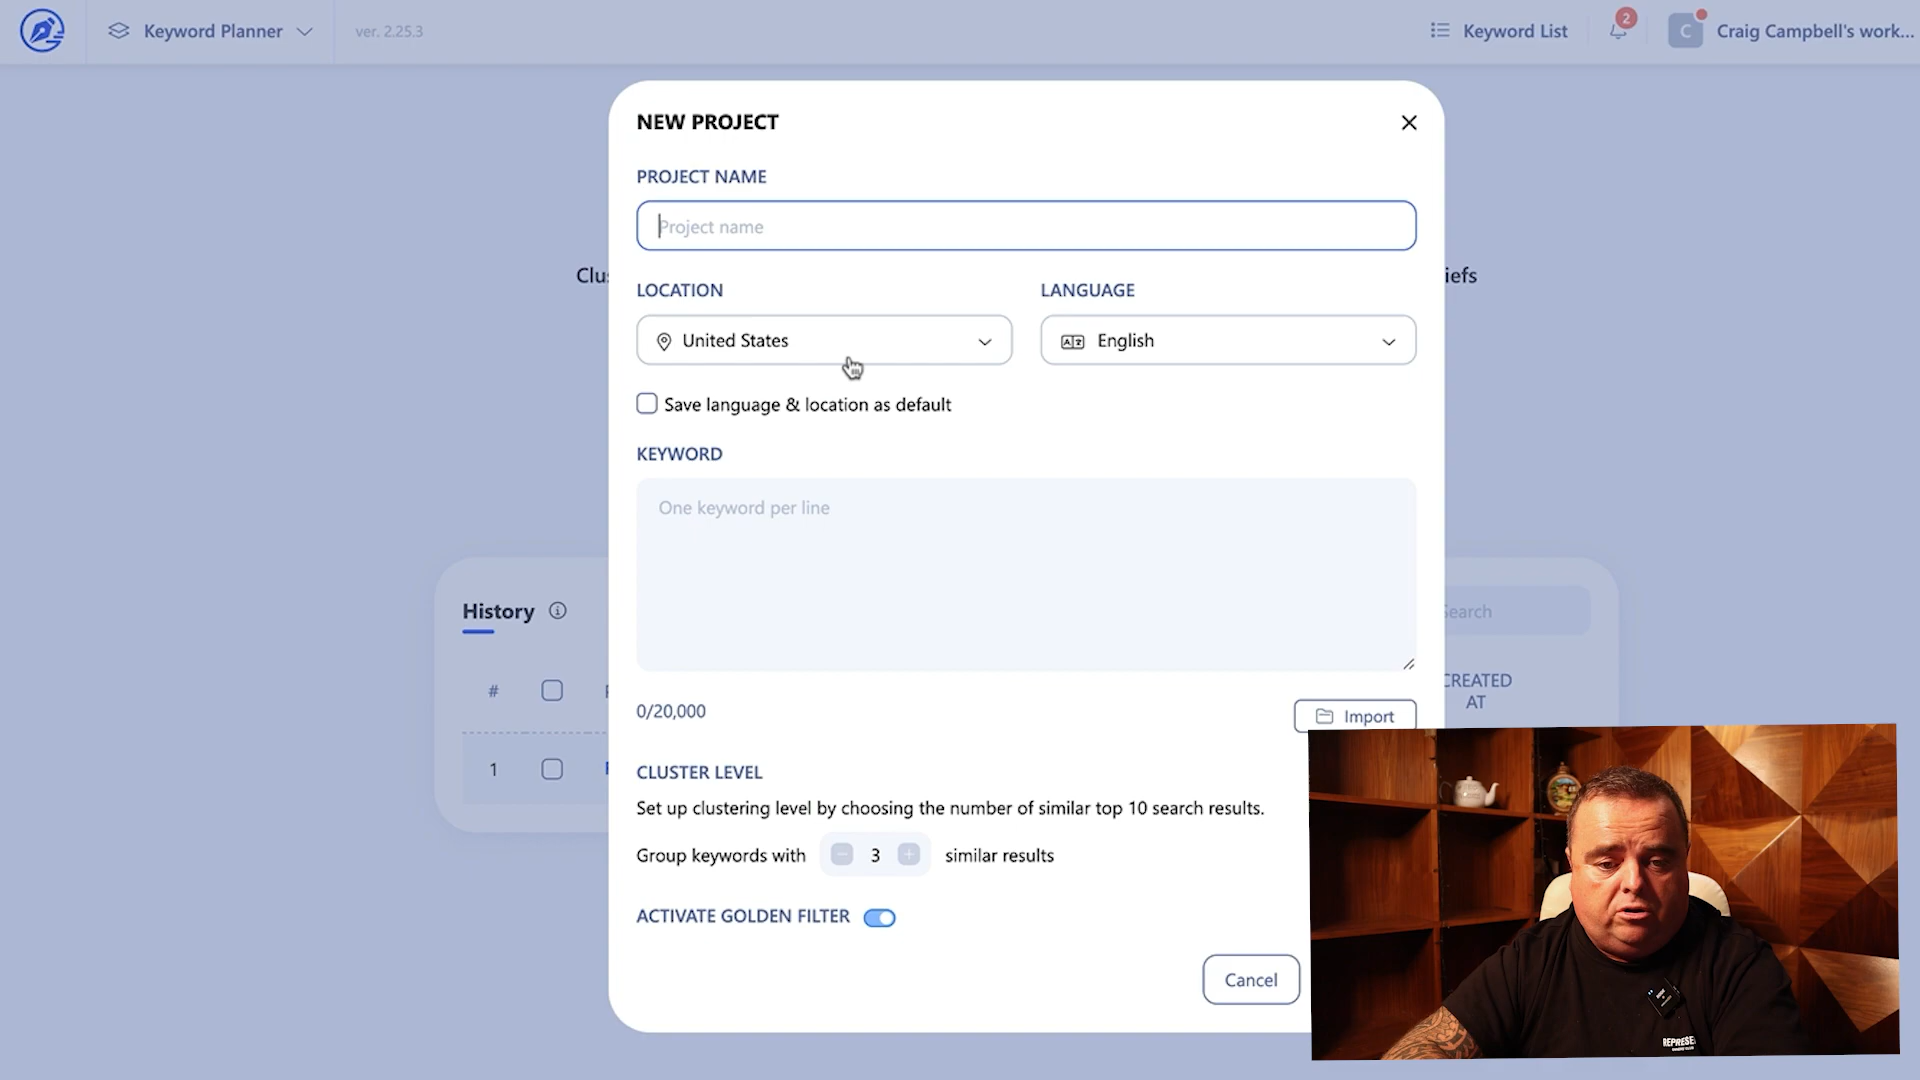 Keyword Planner
ver. 2.25.3
Keyword List
2
C
Craig Campbell's work...
NEW PROJECT
PROJECT NAME
Project name
Clu
iefs
LOCATION
LANGUAGE
United States
English
Save language & location as default
KEYWORD
One keyword per line
History
Search
#
CREATED
AT
0/20,000
Import
1
CLUSTER LEVEL
Set up clustering level by choosing the number of similar top 10 search results.
Group keywords with 3 similar results
ACTIVATE GOLDEN FILTER
Cancel
REPRESE